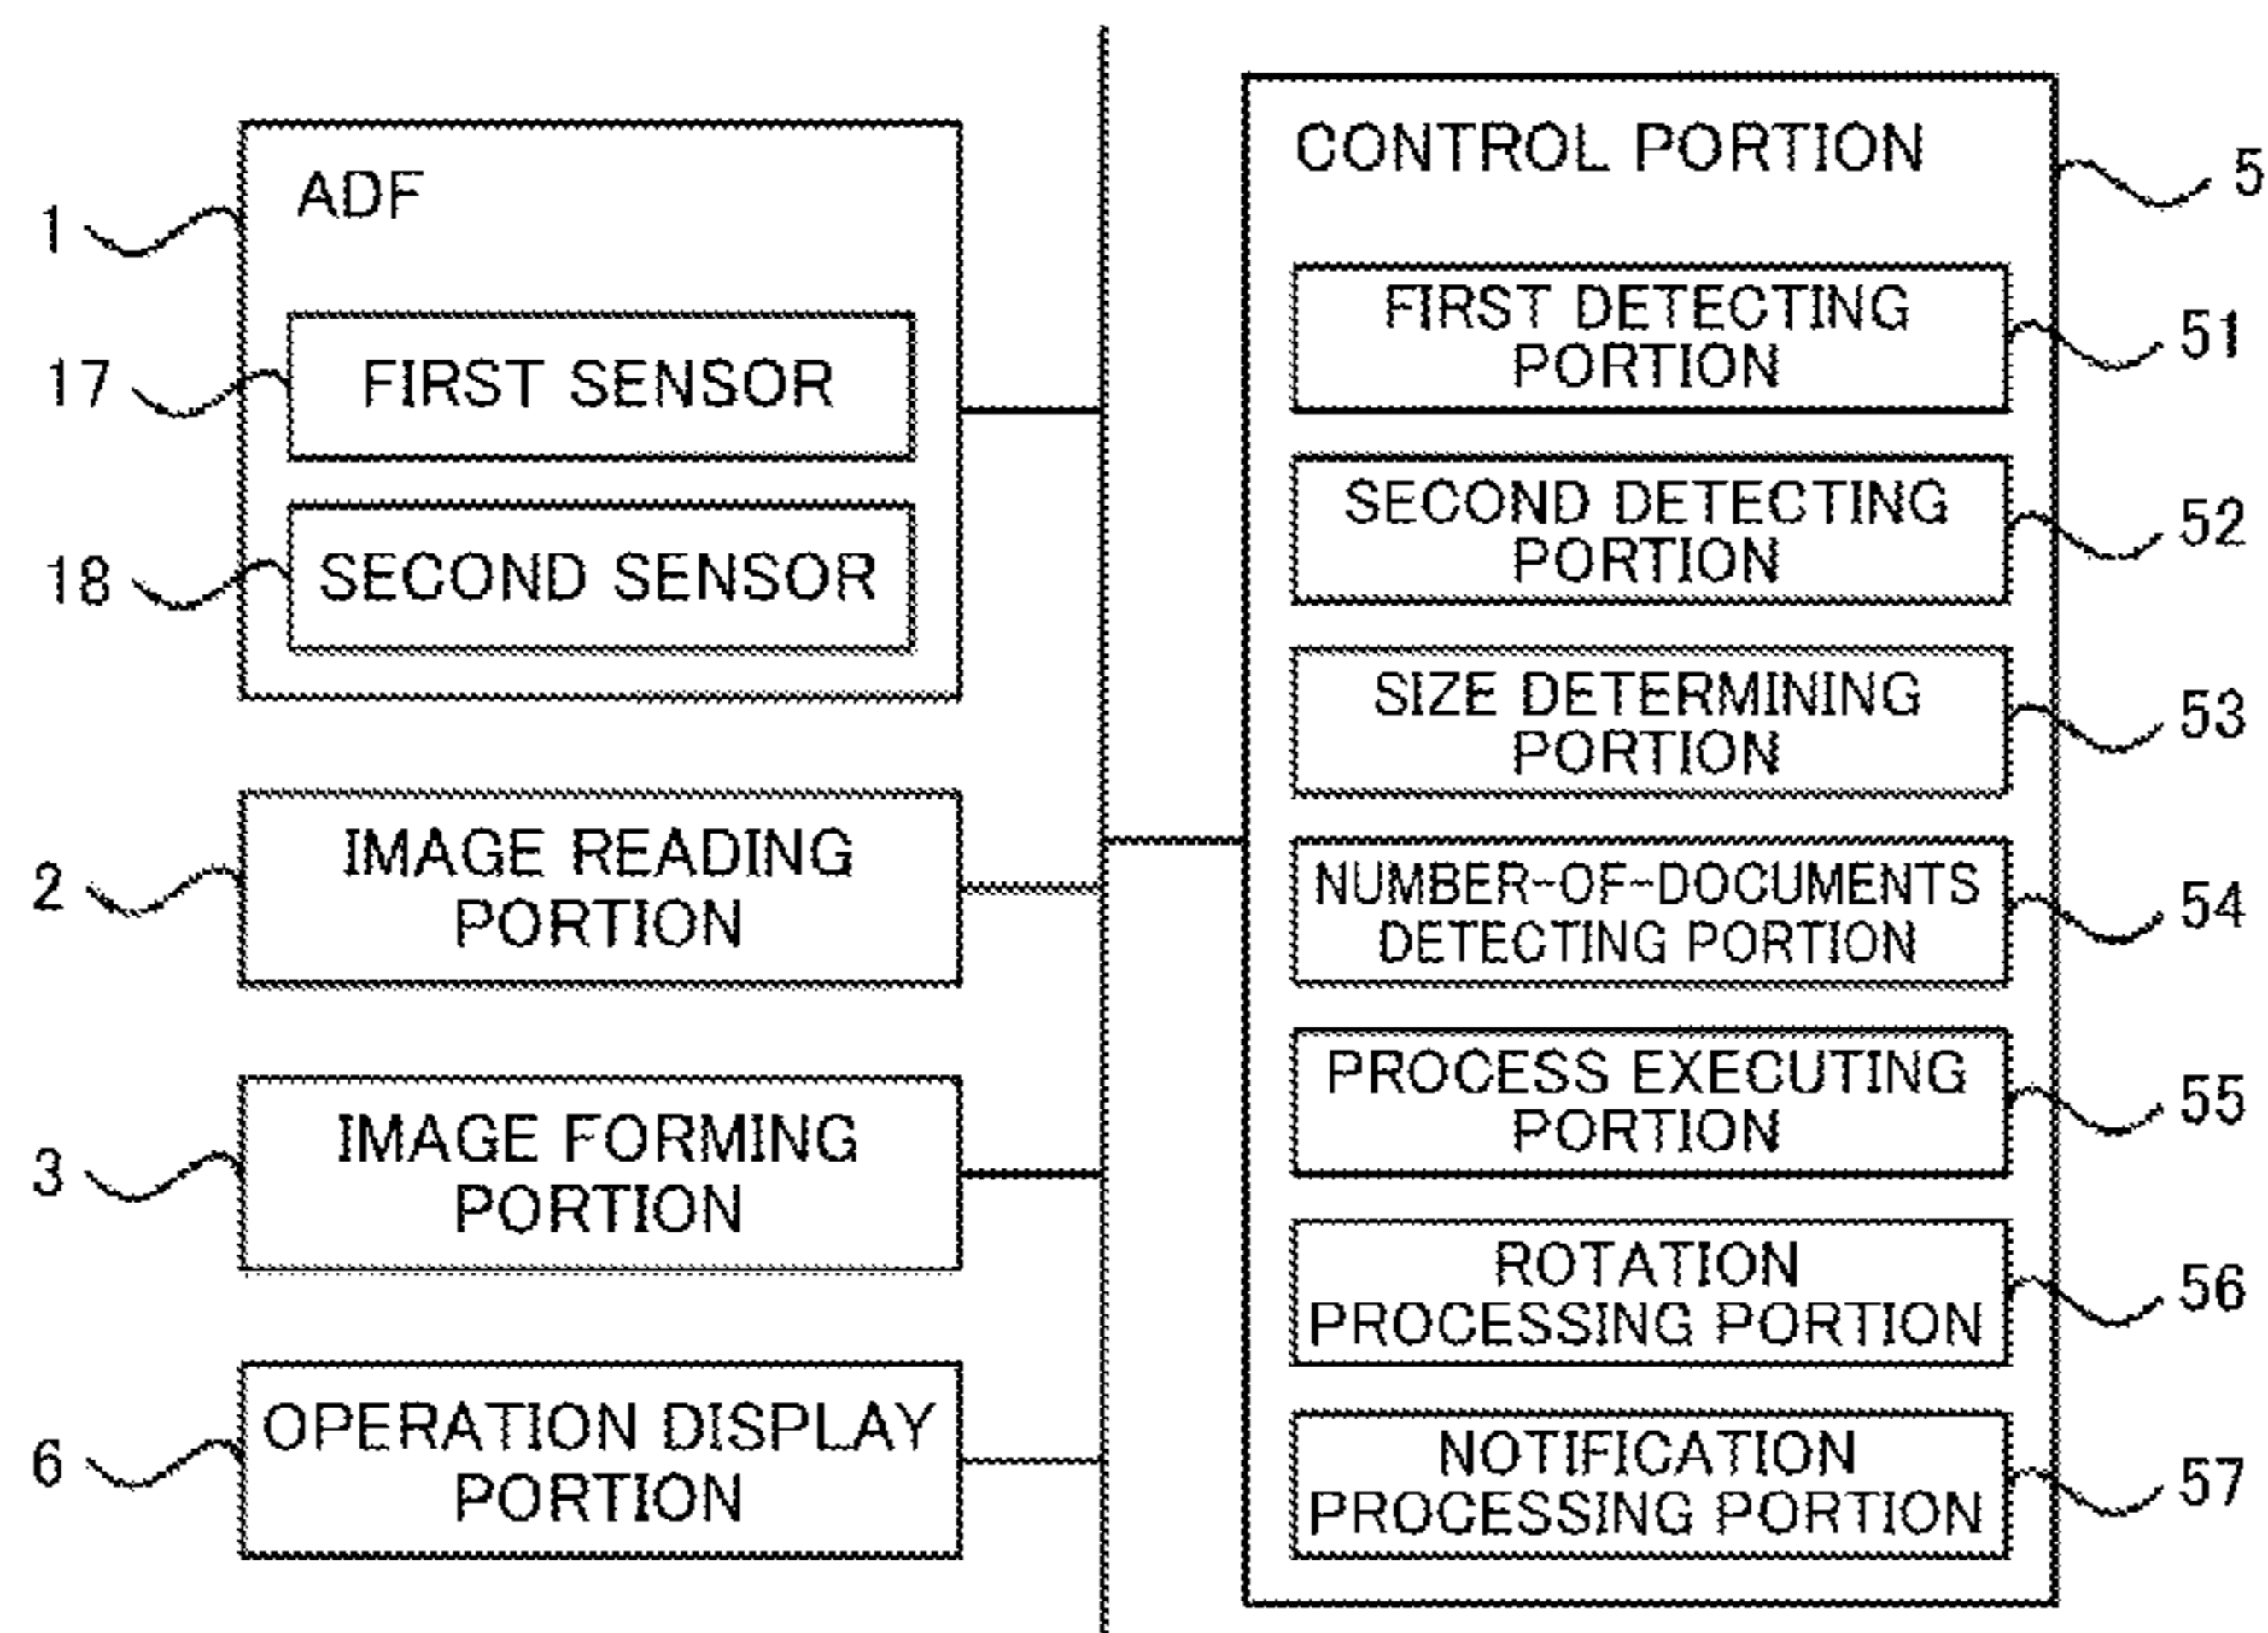 ADF
1
FIRST SENSOR
17
SECOND SENSOR
18
IMAGE READING
PORTION
2
IMAGE FORMING
PORTION
3
OPERATION DISPLAY
PORTION
6
CONTROL PORTION
5
FIRST DETECTING
PORTION
51
SECOND DETECTING
PORTION
52
SIZE DETERMINING
PORTION
53
NUMBER-OF-DOCUMENTS
DETECTING PORTION
54
PROCESS EXECUTING
PORTION
55
ROTATION
PROCESSING PORTION
56
NOTIFICATION
PROCESSING PORTION
57